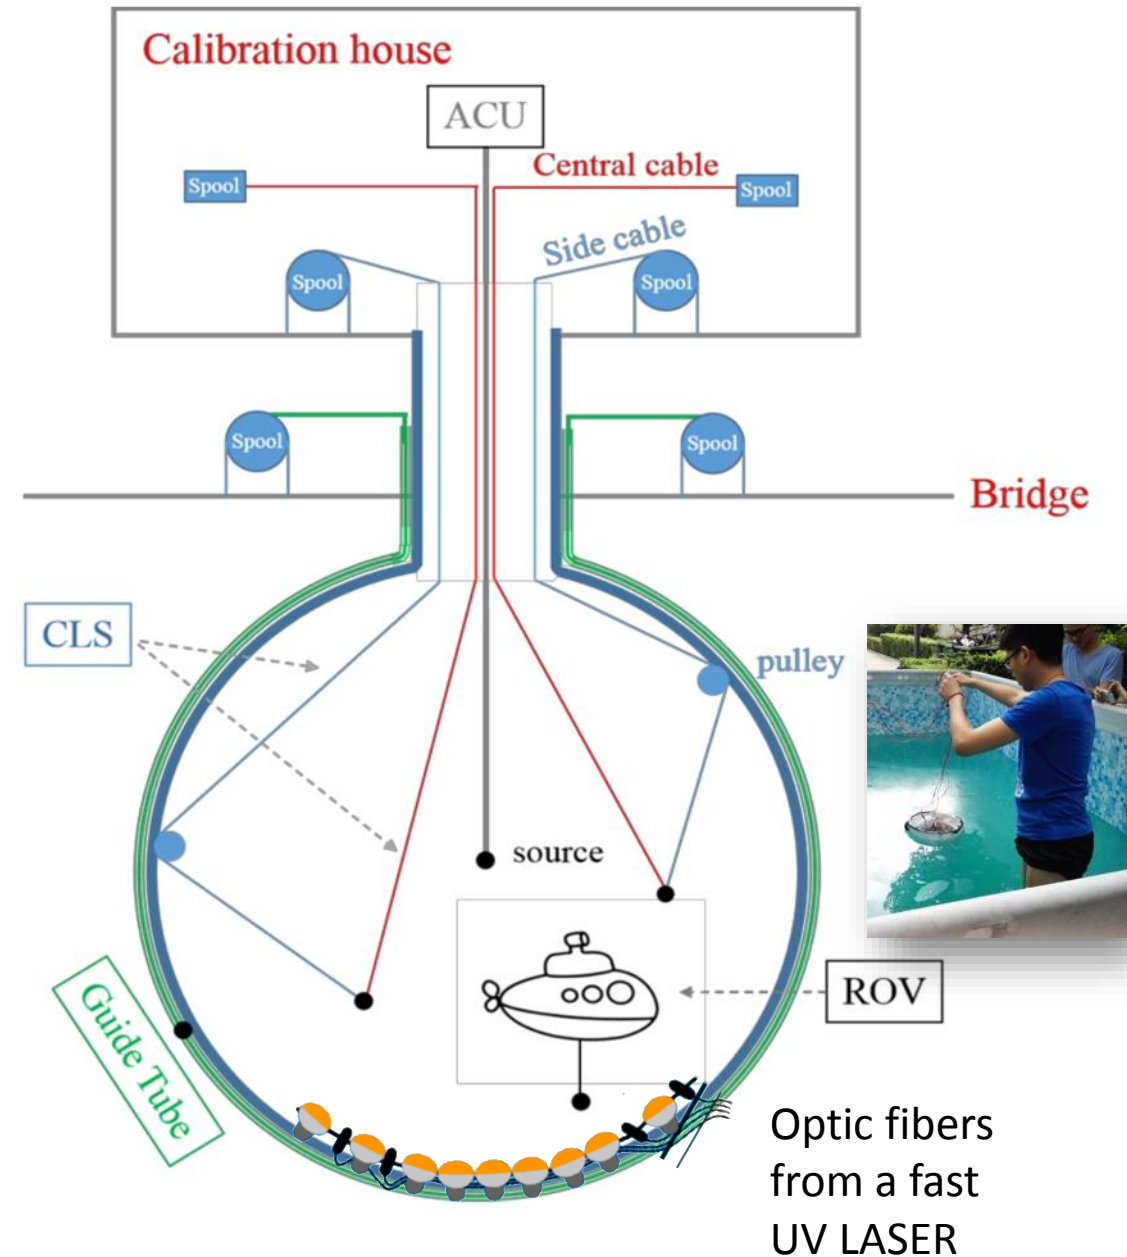 Calibration house
ACU
Central cable
Spool
Spool
Side cable
Spool
Spool
Spool
Spool
Bridge
CLS
pulley
source
ROV
Guide Tube
Optic fibers
from a fast
UV LASER